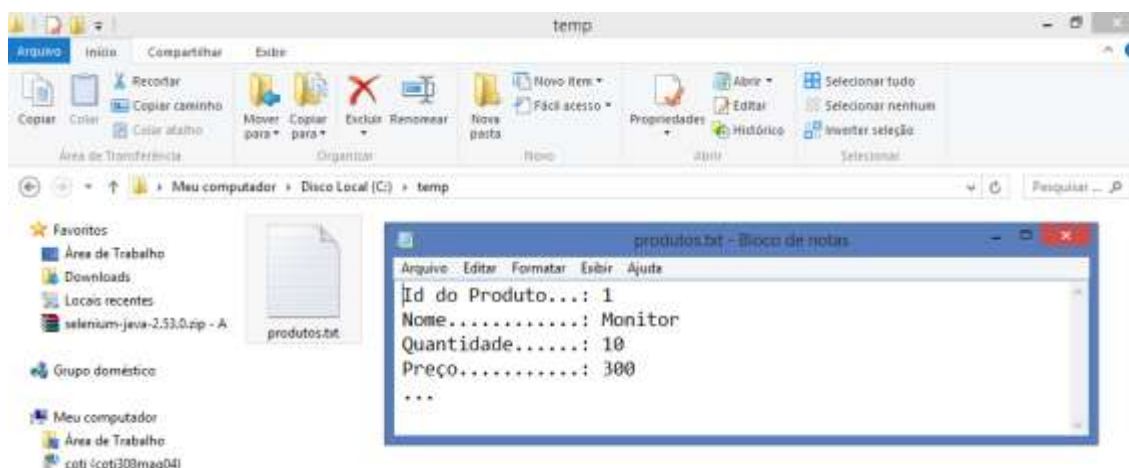 temp
Arquivo Início Compartilhar Exibir
Copiar
Colar
Recortar
Copiar caminho
Colar atalho
Área de Transferência
Mover para
Copiar para
Excluir
Renomear
Organizar
Nova pasta
Novo item
Fácil acesso
Novo
Propriedades
Abrir
Editar
Histórico
Abrir
Selecionar tudo
Selecionar nenhum
Inverter seleção
Selecionar
Meu computador Disco Local (C:) temp
Pesquisar ...
Favoritos
Área de Trabalho
Downloads
Locais recentes
selenium-java-2.53.0.zip - A
Grupo doméstico
Meu computador
Área de Trabalho
coti (coti308maq04)
produtos.txt
produtos.txt - Bloco de notas
Arquivo Editar Formatar Exibir Ajuda
Id do Produto...: 1
Nome............: Monitor
Quantidade......: 10
Preço...........: 300
...